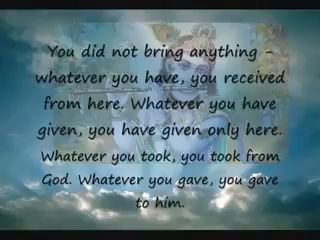 You did not bring anything -
whatever you have, you received
from here. Whatever you have
given, you have given only here.
Whatever you took, you took from
God. Whatever you gave, you gave
to him.